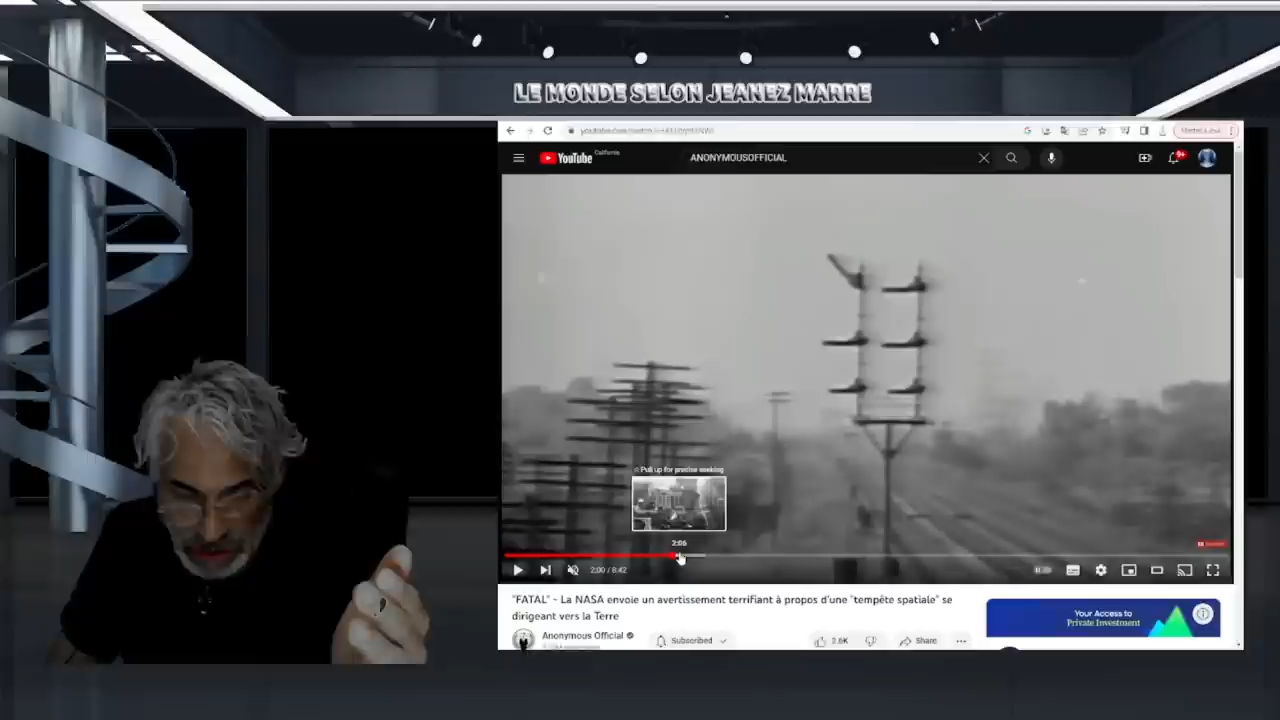 LE MONDE SELON JEANEZ MARRE
YouTube
California
ANONYMOUSOFFICIAL
9+
Pull up for precise seeking
2:06
2:00 / 8:42
"FATAL" - La NASA envoie un avertissement terrifiant à propos d'une "tempête spatiale" se
dirigeant vers la Terre
Anonymous Official
Subscribed
2.6K
Share
Your Access to
Private Investment